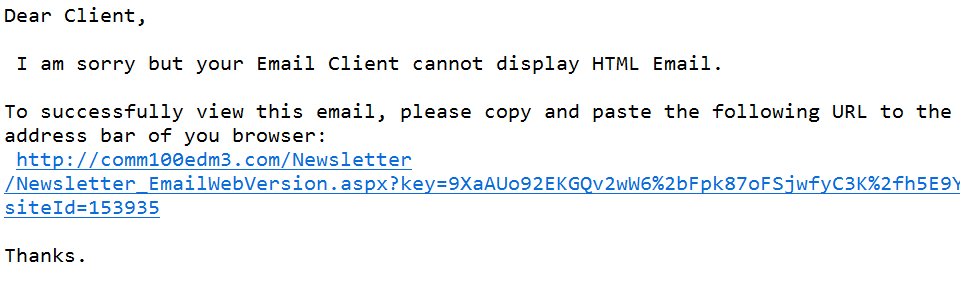 Dear Client,
I am sorry but your Email Client cannot display HTML Email.
To successfully view this email, please copy and paste the following URL to the
address bar of you browser:
http://comm100edm3.com/Newsletter
/Newsletter_EmailWebVersion.aspx?key=9XaAUo92EKGQv2wW6%2bFpk87oFSjwfyC3K%2fh5E9Y
siteId=153935
Thanks.